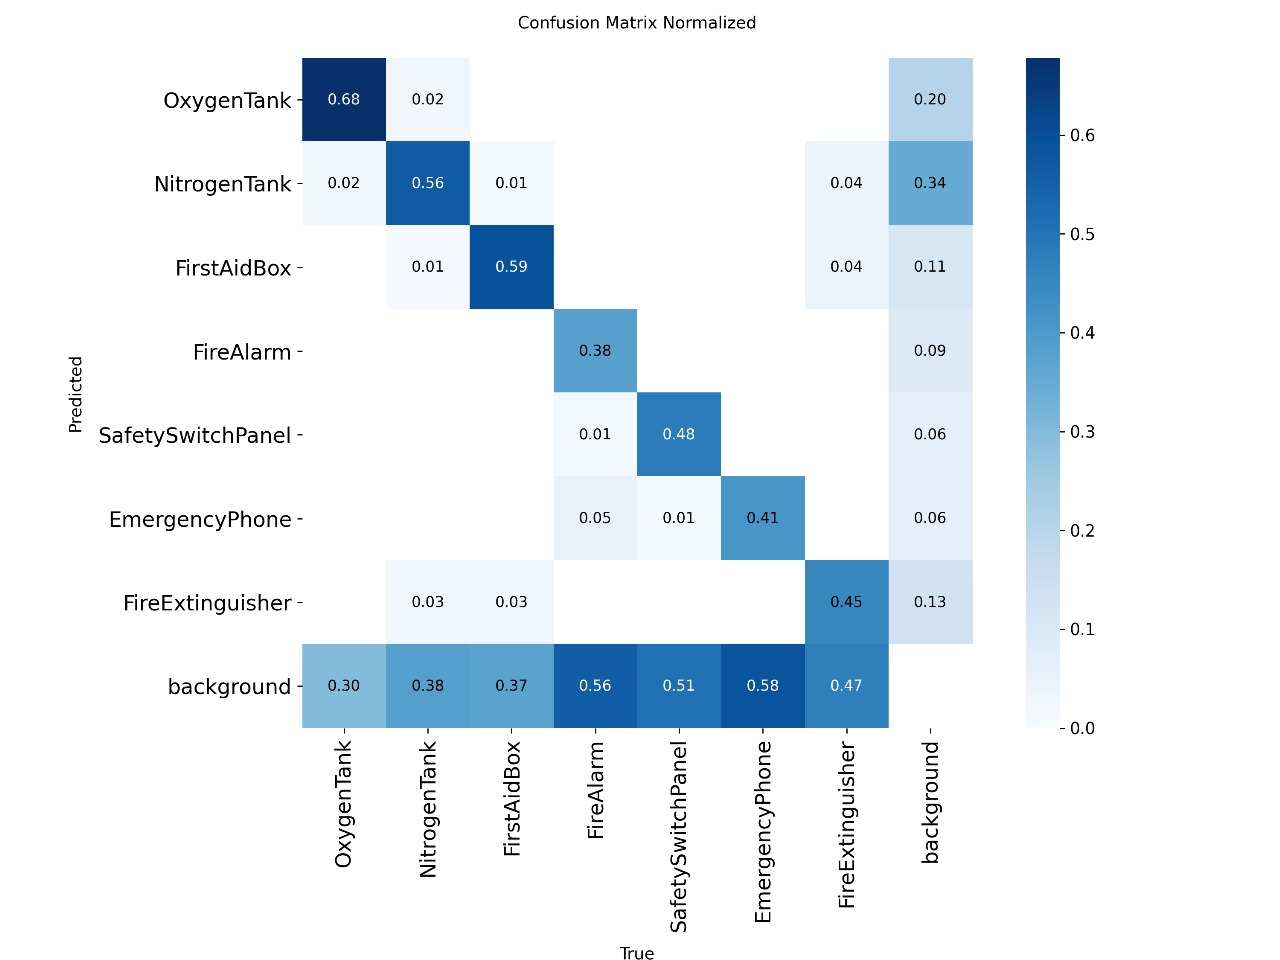 Confusion Matrix Normalized
OxygenTank 0.68 0.02 0.20
NitrogenTank 0.02 0.56 0.01 0.04 0.34
FirstAidBox 0.01 0.59 0.04 0.11
FireAlarm 0.38 0.09
SafetySwitchPanel 0.01 0.48 0.06
EmergencyPhone 0.05 0.01 0.41 0.06
FireExtinguisher 0.03 0.03 0.45 0.13
background 0.30 0.38 0.37 0.56 0.51 0.58 0.47
Predicted
OxygenTank
NitrogenTank
FirstAidBox
FireAlarm
SafetySwitchPanel
EmergencyPhone
FireExtinguisher
background
True
0.6
0.5
0.4
0.3
0.2
0.1
0.0